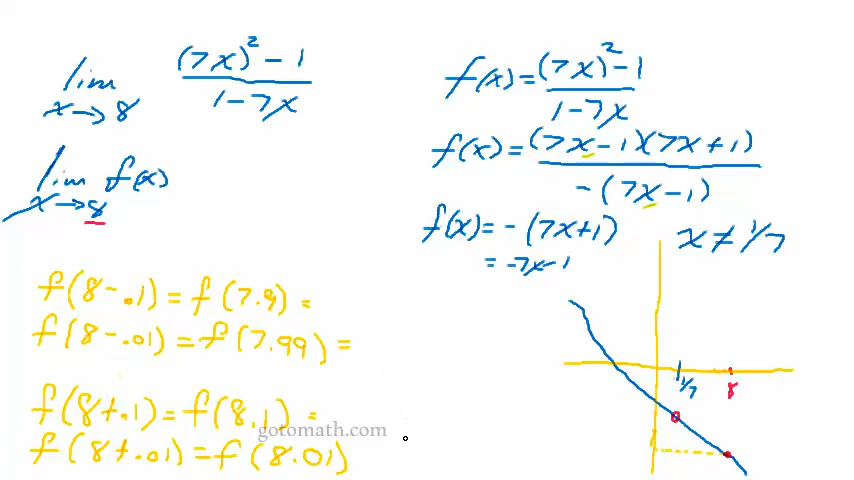 lim x→8 ((7x)² - 1)/(1 - 7x)
lim x→8 f(x)
f(8-.1) = f(7.9) =
f(8-.01) = f(7.99) =
f(8+.1) = f(8.1) =
f(8+.01) = f(8.01)
gotomath.com
f(x) = ((7x)² - 1)/(1 - 7x)
f(x) = ((7x-1)(7x+1))/(-(7x-1))
f(x) = -(7x+1) x ≠ 1/7
= -7x-1
1/7 8